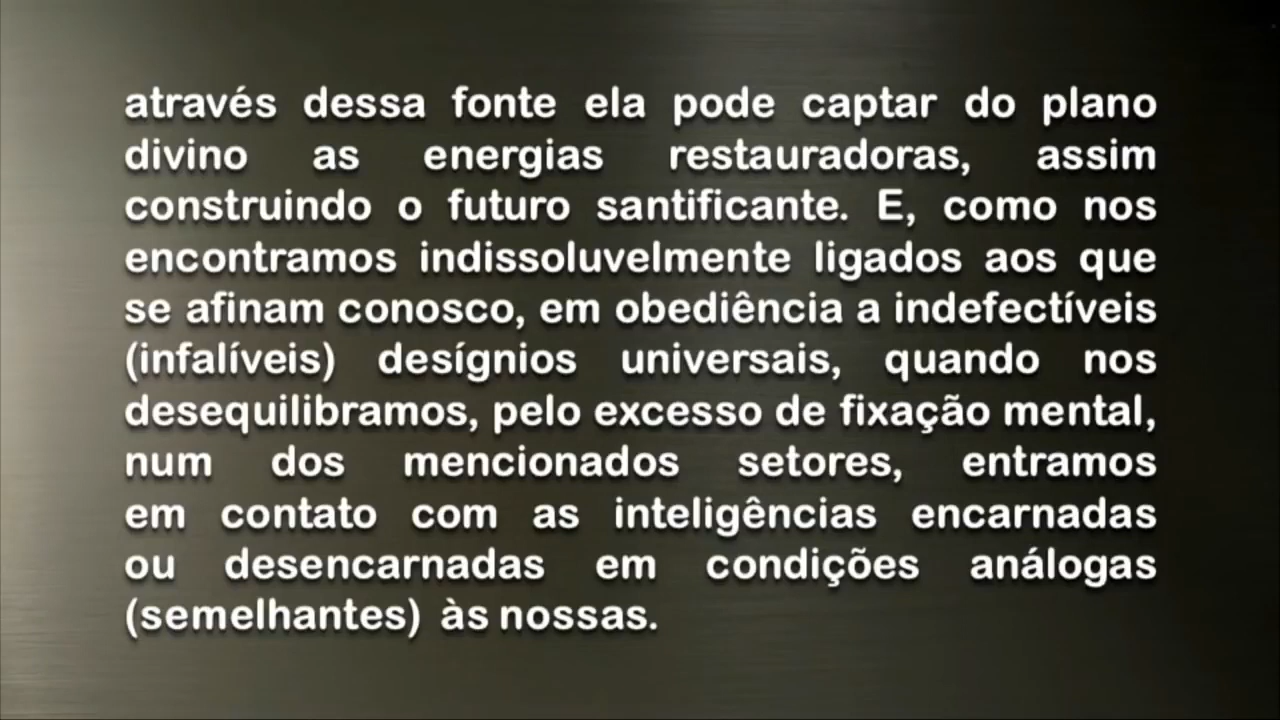 através dessa fonte ela pode captar do plano
divino as energias restauradoras, assim
construindo o futuro santificante. E, como nos
encontramos indissoluvelmente ligados aos que
se afinam conosco, em obediência a indefectíveis
(infalíveis) desígnios universais, quando nos
desequilibramos, pelo excesso de fixação mental,
num dos mencionados setores, entramos
em contato com as inteligências encarnadas
ou desencarnadas em condições análogas
(semelhantes) às nossas.